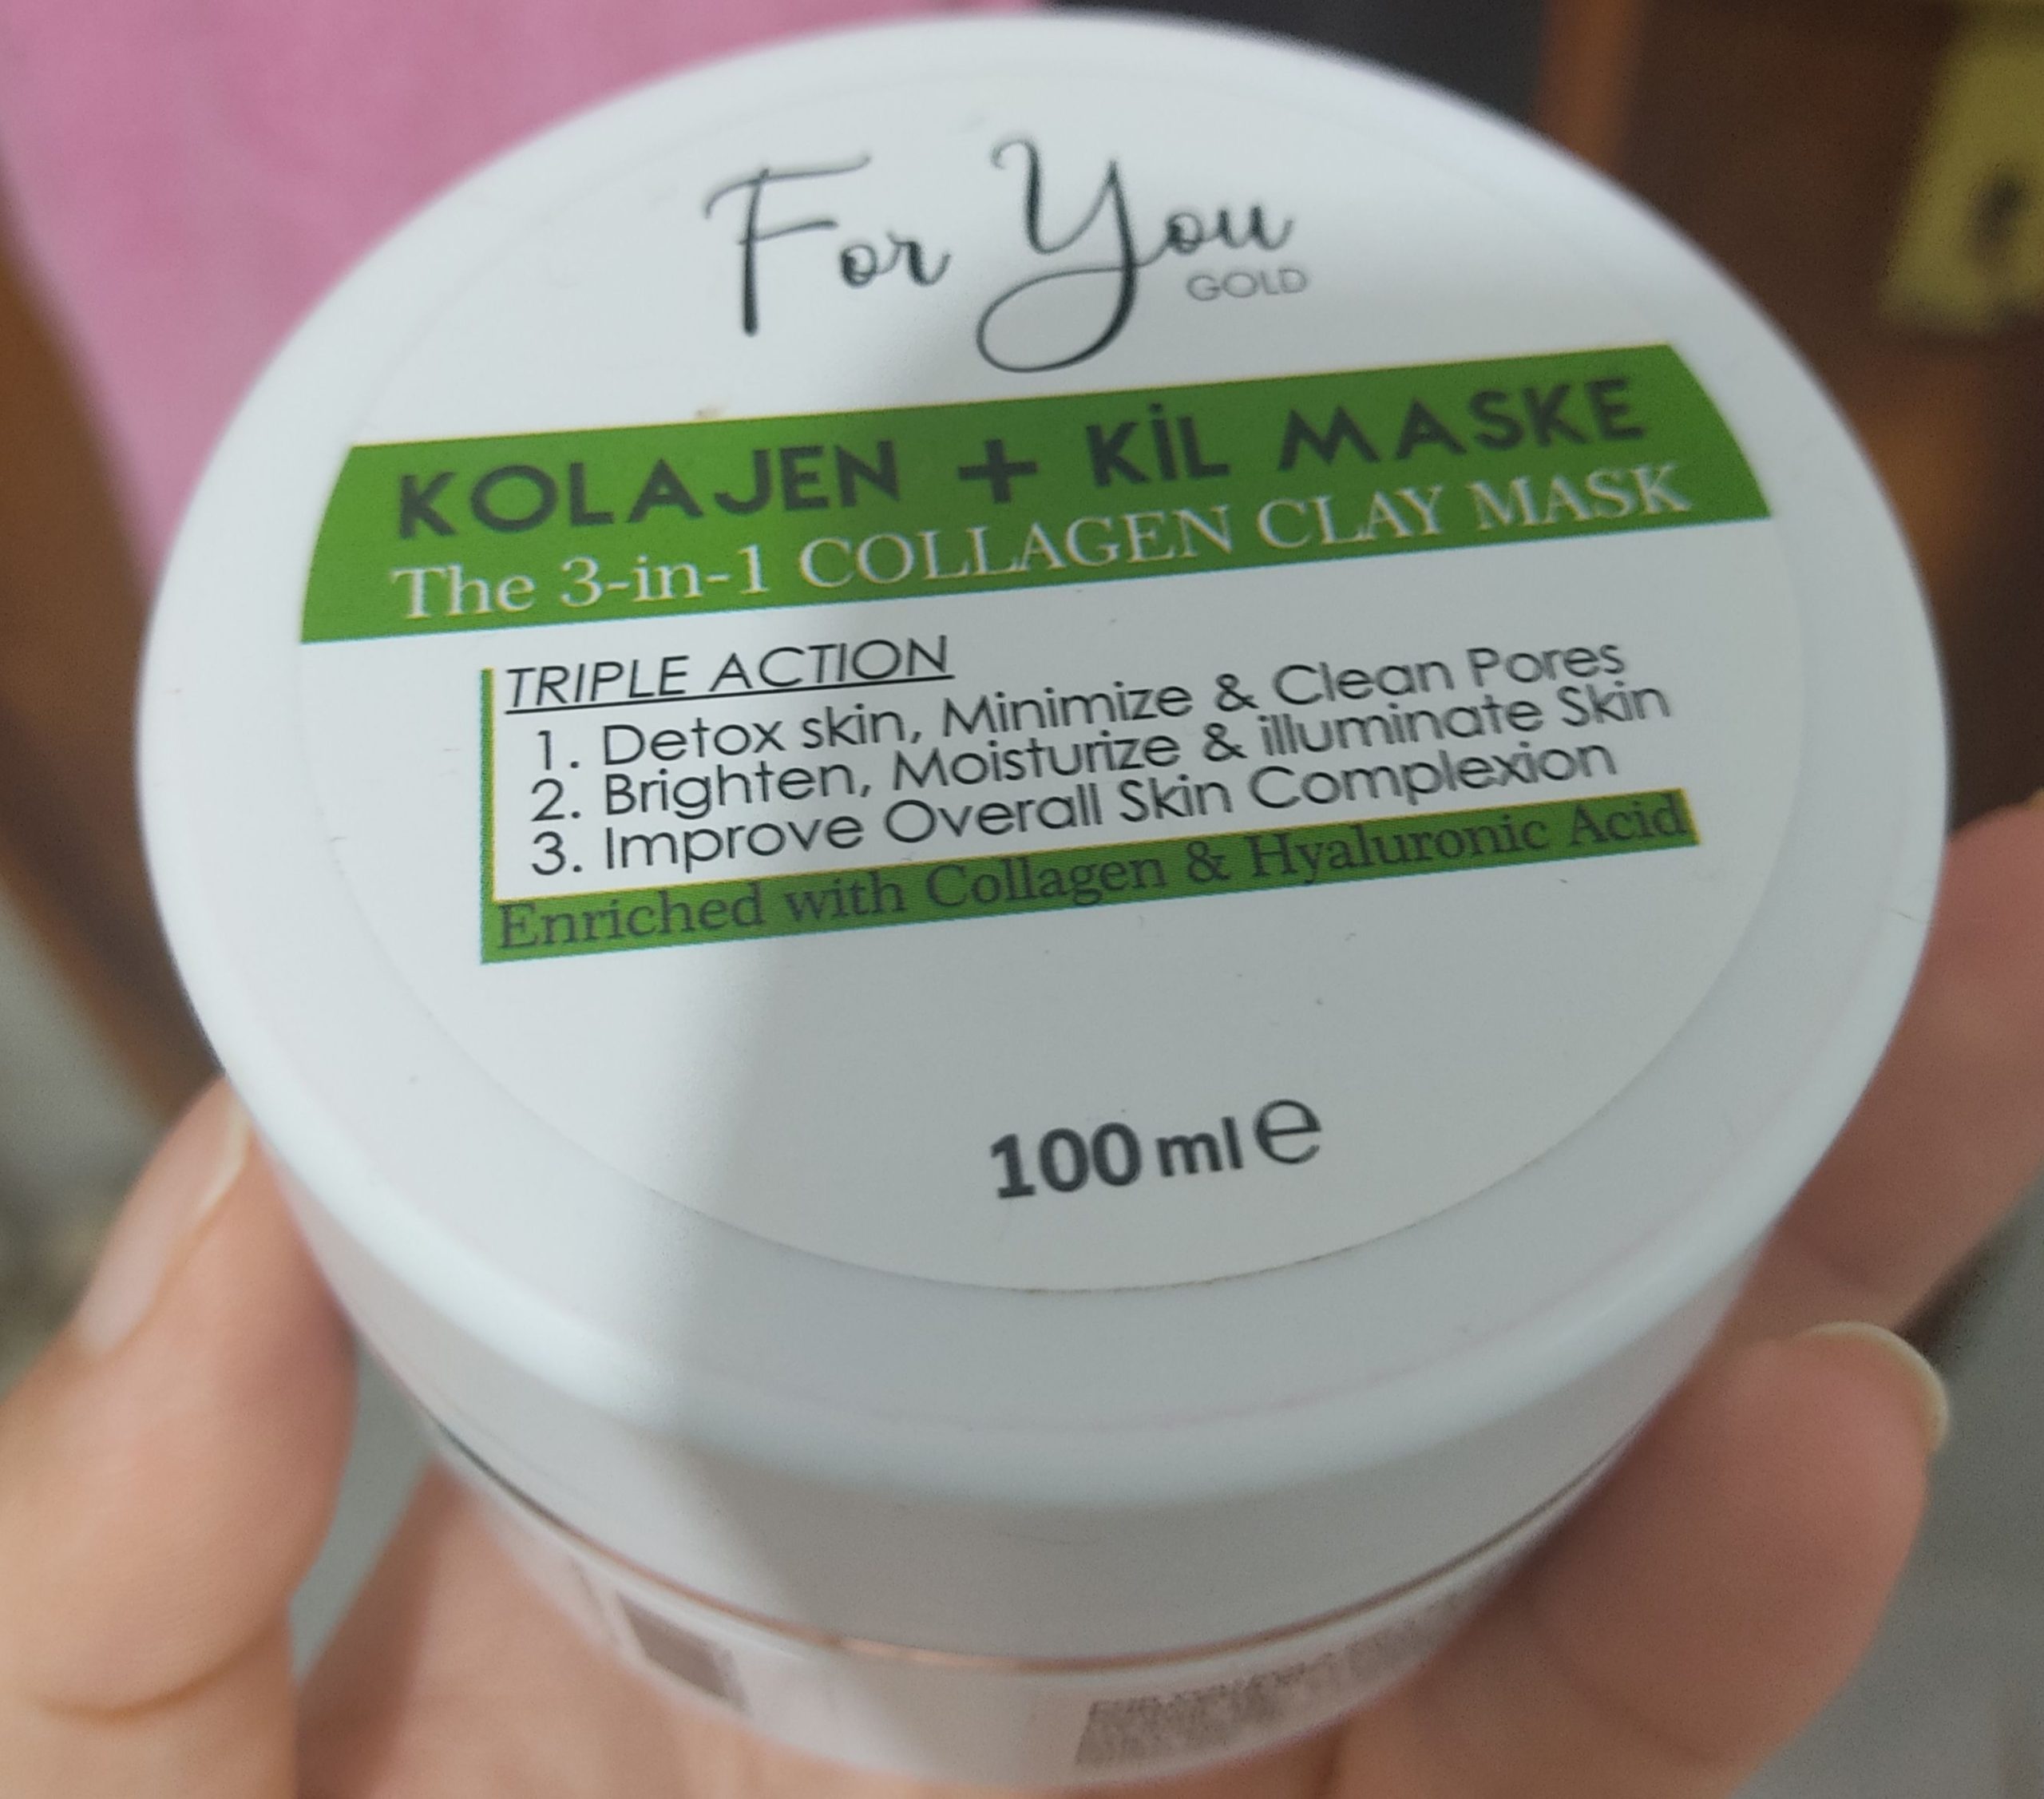 For You
GOLD
KOLAJEN + KİL MASKE
The 3-in-1 COLLAGEN CLAY MASK
TRIPLE ACTION
1. Detox skin, Minimize & Clean Pores
2. Brighten, Moisturize & illuminate Skin
3. Improve Overall Skin Complexion
Enriched with Collagen & Hyaluronic Acid
100 ml e